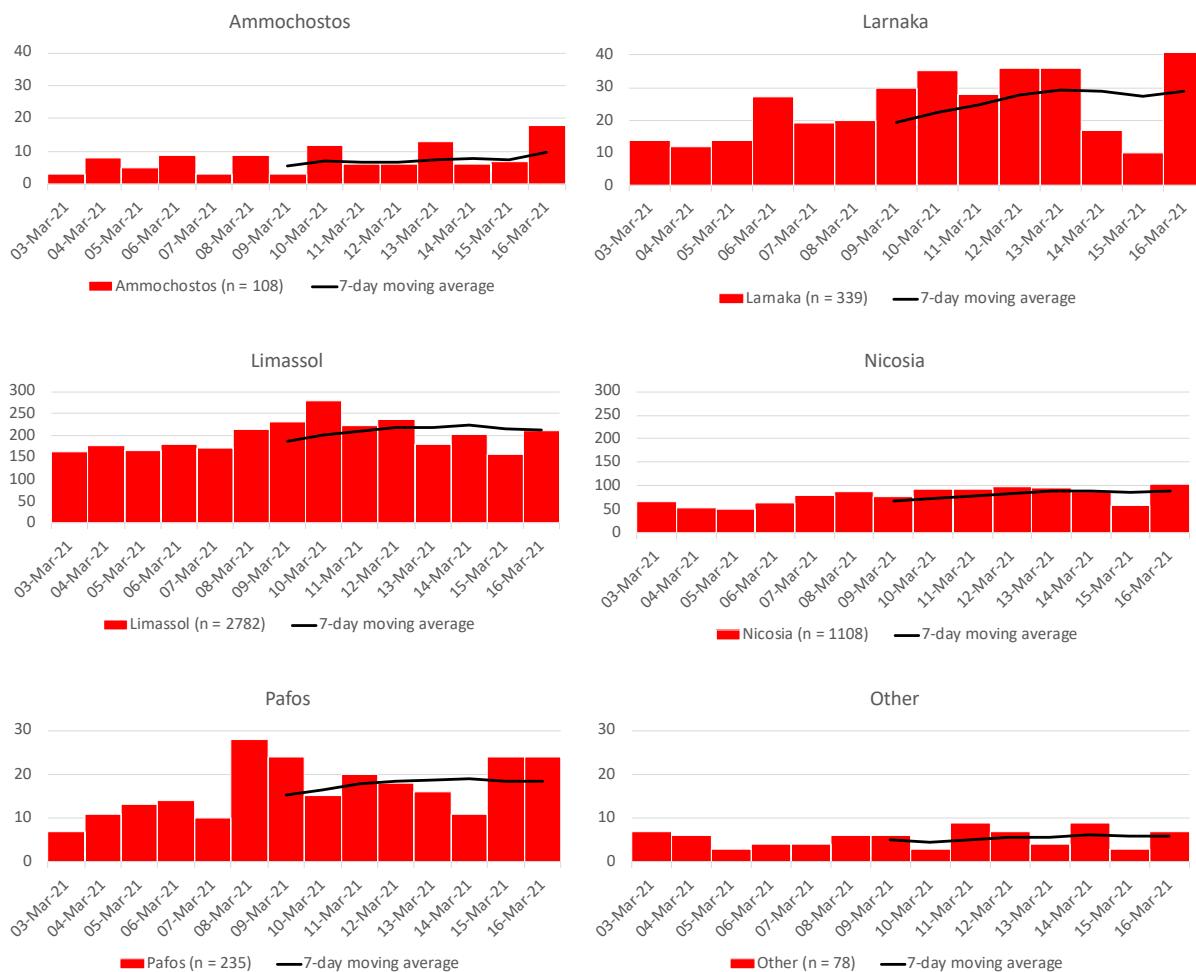 Ammochostos
40
30
20
10
0
03-Mar-21 04-Mar-21 05-Mar-21 06-Mar-21 07-Mar-21 08-Mar-21 09-Mar-21 10-Mar-21 11-Mar-21 12-Mar-21 13-Mar-21 14-Mar-21 15-Mar-21 16-Mar-21
Ammochostos (n = 108) 7-day moving average
Larnaka
40
30
20
10
0
03-Mar-21 04-Mar-21 05-Mar-21 06-Mar-21 07-Mar-21 08-Mar-21 09-Mar-21 10-Mar-21 11-Mar-21 12-Mar-21 13-Mar-21 14-Mar-21 15-Mar-21 16-Mar-21
Larnaka (n = 339) 7-day moving average
Limassol
300
250
200
150
100
50
0
03-Mar-21 04-Mar-21 05-Mar-21 06-Mar-21 07-Mar-21 08-Mar-21 09-Mar-21 10-Mar-21 11-Mar-21 12-Mar-21 13-Mar-21 14-Mar-21 15-Mar-21 16-Mar-21
Limassol (n = 2782) 7-day moving average
Nicosia
300
250
200
150
100
50
0
03-Mar-21 04-Mar-21 05-Mar-21 06-Mar-21 07-Mar-21 08-Mar-21 09-Mar-21 10-Mar-21 11-Mar-21 12-Mar-21 13-Mar-21 14-Mar-21 15-Mar-21 16-Mar-21
Nicosia (n = 1108) 7-day moving average
Pafos
30
20
10
0
03-Mar-21 04-Mar-21 05-Mar-21 06-Mar-21 07-Mar-21 08-Mar-21 09-Mar-21 10-Mar-21 11-Mar-21 12-Mar-21 13-Mar-21 14-Mar-21 15-Mar-21 16-Mar-21
Pafos (n = 235) 7-day moving average
Other
30
20
10
0
03-Mar-21 04-Mar-21 05-Mar-21 06-Mar-21 07-Mar-21 08-Mar-21 09-Mar-21 10-Mar-21 11-Mar-21 12-Mar-21 13-Mar-21 14-Mar-21 15-Mar-21 16-Mar-21
Other (n = 78) 7-day moving average